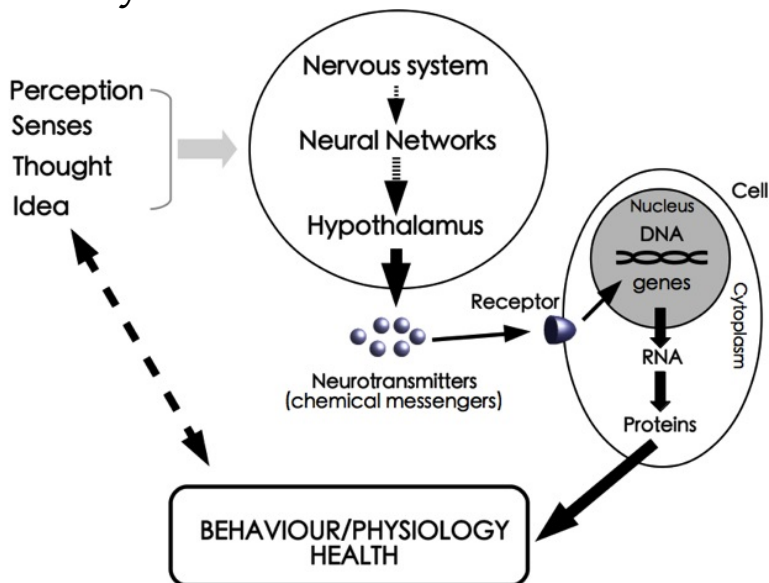 Perception
Senses
Thought
Idea
Nervous system
Neural Networks
Hypothalamus
Neurotransmitters
(chemical messengers)
Receptor
Cell
Nucleus
DNA
genes
Cytoplasm
RNA
Proteins
BEHAVIOUR/PHYSIOLOGY
HEALTH